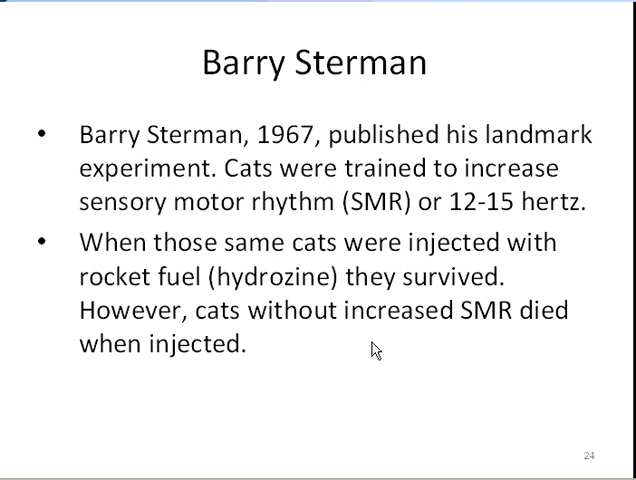 Barry Sterman
• Barry Sterman, 1967, published his landmark
experiment. Cats were trained to increase
sensory motor rhythm (SMR) or 12-15 hertz.
• When those same cats were injected with
rocket fuel (hydrozine) they survived.
However, cats without increased SMR died
when injected.
24